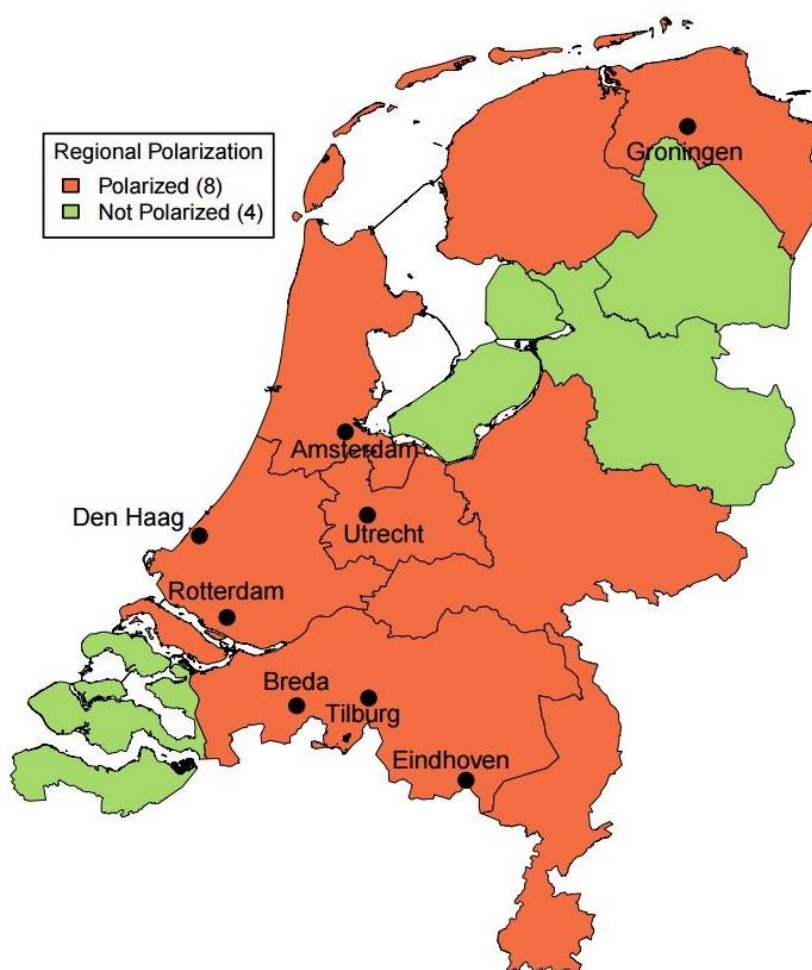 Regional Polarization
Polarized (8)
Not Polarized (4)
Groningen
Amsterdam
Den Haag
Utrecht
Rotterdam
Breda
Tilburg
Eindhoven